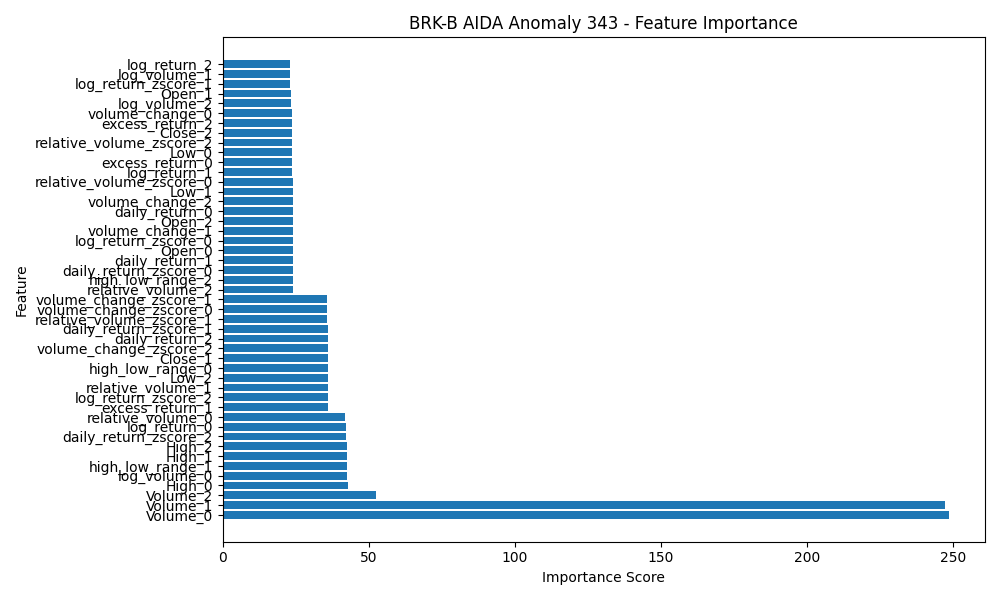 BRK-B AIDA Anomaly 343 - Feature Importance
log_return_2
log_volume_1
log_return_zscore_1
Open_1
log_volume_2
volume_change_0
excess_return_2
Close_2
relative_volume_zscore_2
Low_0
excess_return_0
log_return_1
relative_volume_zscore_0
Low_1
volume_change_2
daily_return_0
Open_2
volume_change_1
log_return_zscore_0
Open_0
daily_return_1
daily_return_zscore_0
high_low_range_2
relative_volume_2
volume_change_zscore_1
volume_change_zscore_0
relative_volume_zscore_1
daily_return_zscore_1
daily_return_2
volume_change_zscore_2
Close_1
high_low_range_0
Low_2
relative_volume_1
log_return_zscore_2
excess_return_1
relative_volume_0
log_return_0
daily_return_zscore_2
High_2
High_1
high_low_range_1
log_volume_0
High_0
Volume_2
Volume_1
Volume_0
Feature
0 50 100 150 200 250
Importance Score